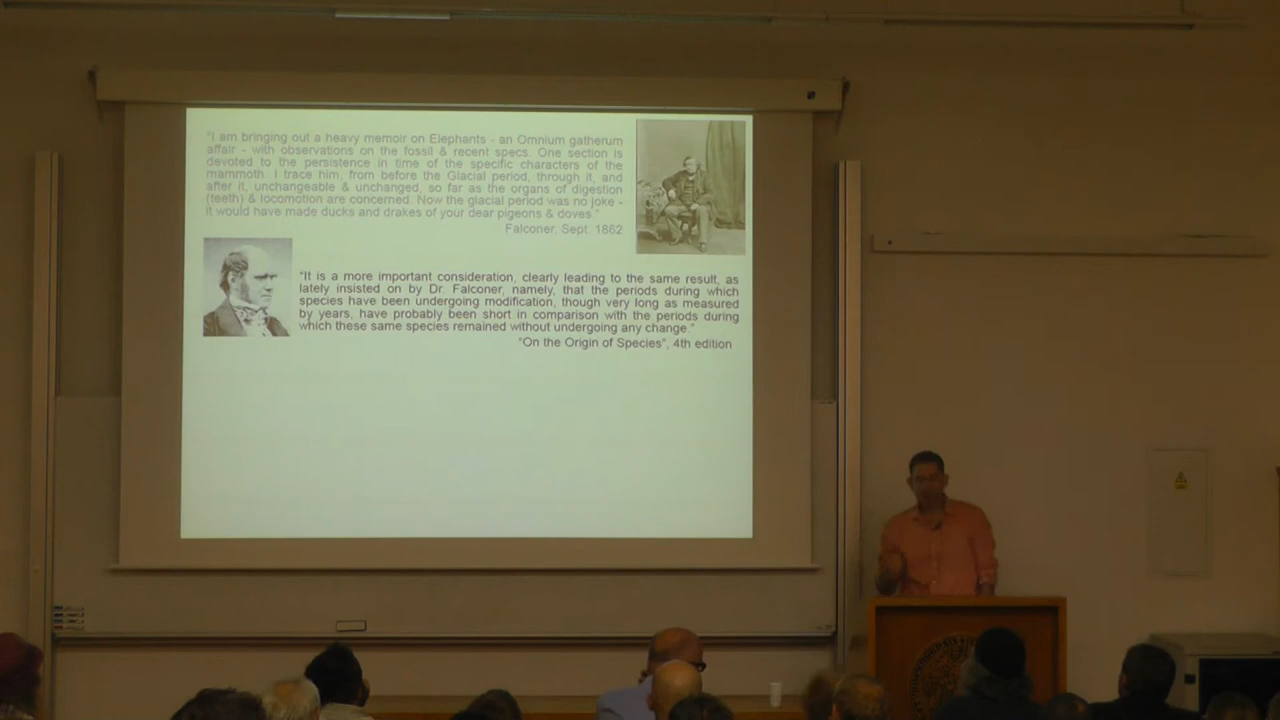 "I am bringing out a heavy memoir on Elephants - an Omnium gatherum
affair - with observations on the fossil & recent specs. One section is
devoted to the persistence in time of the specific characters of the
mammoth. I trace him, from before the Glacial period, through it, and
after it, unchangeable & unchanged, so far as the organs of digestion
(teeth) & locomotion are concerned. Now the glacial period was no joke -
it would have made ducks and drakes of your dear pigeons & doves."
Falconer, Sept. 1862
"It is a more important consideration, clearly leading to the same result, as
lately insisted on by Dr. Falconer, namely, that the periods during which
species have been undergoing modification, though very long as measured
by years, have probably been short in comparison with the periods during
which these same species remained without undergoing any change."
"On the Origin of Species", 4th edition